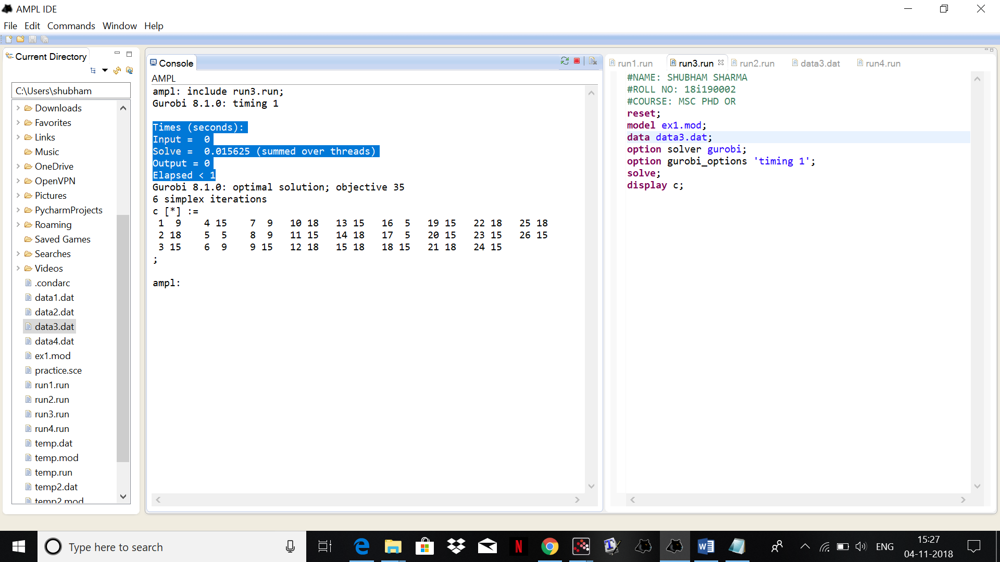 AMPL IDE
File Edit Commands Window Help
Current Directory
C:\Users\shubham
Downloads
Favorites
Links
Music
OneDrive
OpenVPN
Pictures
PycharmProjects
Roaming
Saved Games
Searches
Videos
.condarc
data1.dat
data2.dat
data3.dat
data4.dat
ex1.mod
practice.sce
run1.run
run2.run
run3.run
run4.run
temp.dat
temp.mod
temp.run
temp2.dat
temp2.mod
Console
AMPL
ampl: include run3.run;
Gurobi 8.1.0: timing 1
Times (seconds):
Input =  0
Solve =  0.015625 (summed over threads)
Output = 0
Elapsed < 1
Gurobi 8.1.0: optimal solution; objective 35
6 simplex iterations
c [*] :=
 1  9    4 15    7  9   10 18   13 15   16  5   19 15   22 18   25 18
 2 18    5  5    8  9   11 15   14 18   17  5   20 15   23 15   26 15
 3 15    6  9    9 15   12 18   15 18   18 15   21 18   24 15
;
ampl:
run1.run run3.run run2.run data3.dat run4.run
#NAME: SHUBHAM SHARMA
#ROLL NO: 18i190002
#COURSE: MSC PHD OR
reset;
model ex1.mod;
data data3.dat;
option solver gurobi;
option gurobi_options 'timing 1';
solve;
display c;
Type here to search
ENG
15:27
04-11-2018